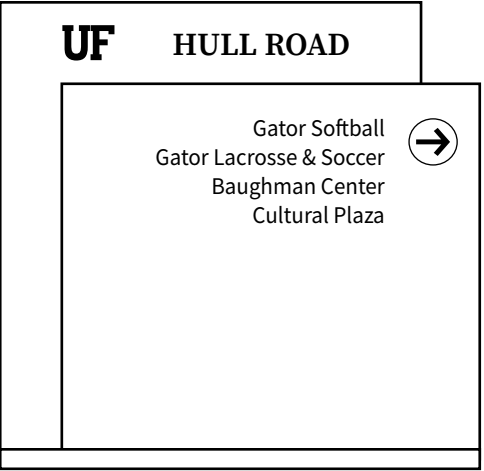 UF HULL ROAD
Gator Softball
Gator Lacrosse & Soccer
Baughman Center
Cultural Plaza